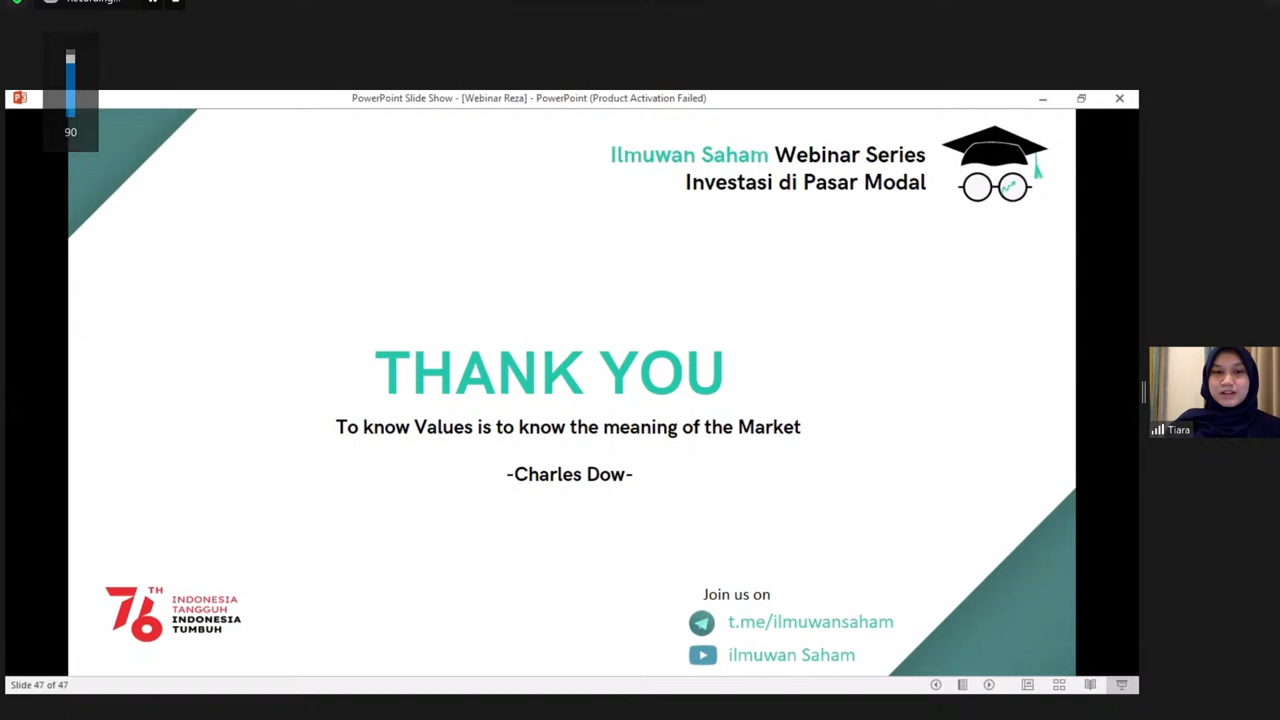 Recording...
90
PowerPoint Slide Show - [Webinar Reza] - PowerPoint (Product Activation Failed)
Ilmuwan Saham Webinar Series
Investasi di Pasar Modal
THANK YOU
To know Values is to know the meaning of the Market
-Charles Dow-
76TH
INDONESIA
TANGGUH
INDONESIA
TUMBUH
Join us on
t.me/ilmuwansaham
ilmuwan Saham
Slide 47 of 47
Tiara